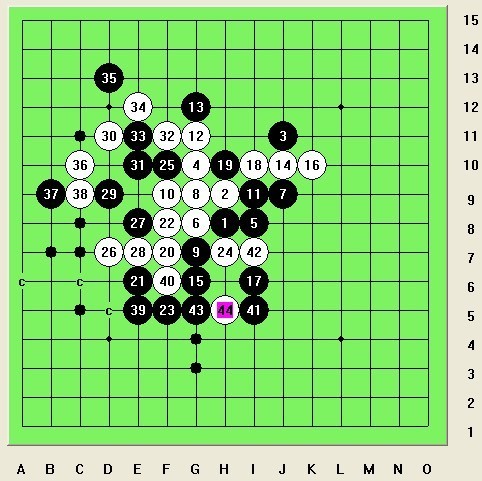 15
14
35 13
34 13 12
30 33 32 12 3 11
36 31 25 4 19 18 14 16 10
37 38 29 10 8 2 11 7 9
27 22 6 1 5 8
26 28 20 9 24 42 7
C C 21 40 15 17 6
C 39 23 43 44 41 5
4
3
2
1
A B C D E F G H I J K L M N O